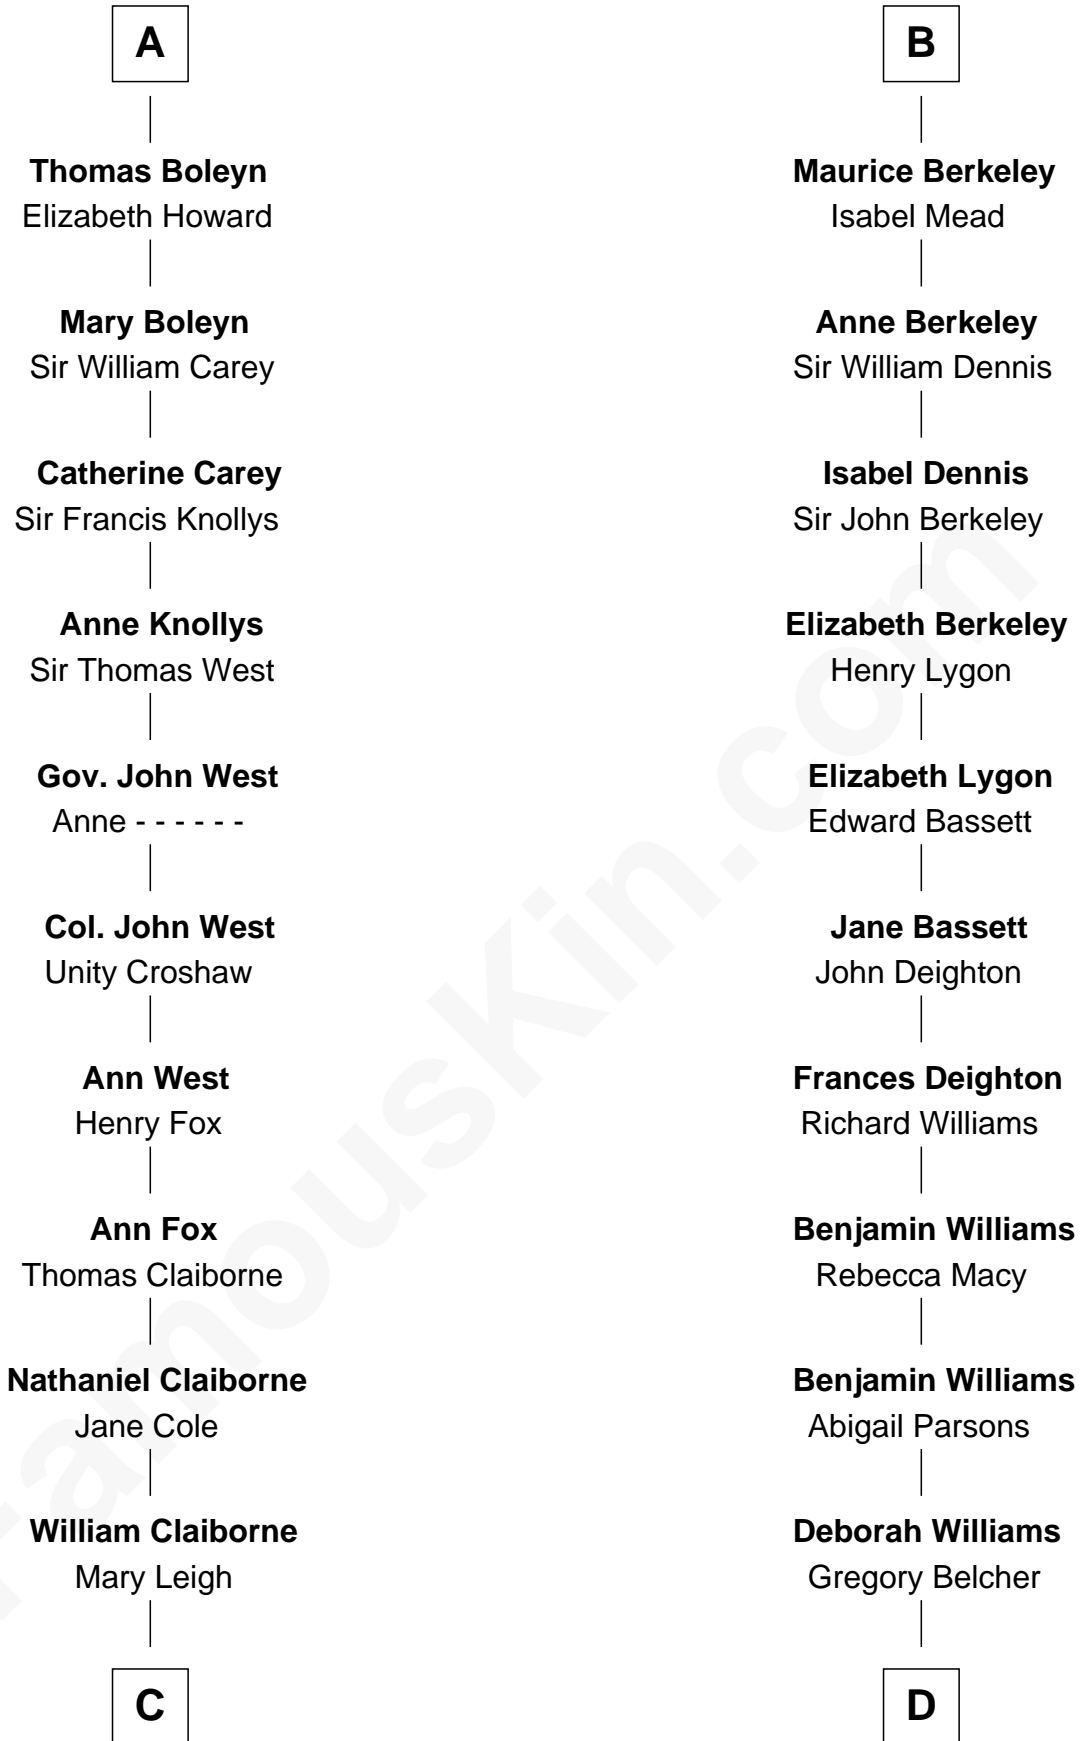 A
Thomas Boleyn
Elizabeth Howard
Mary Boleyn
Sir William Carey
Catherine Carey
Sir Francis Knollys
Anne Knollys
Sir Thomas West
Gov. John West
Anne - - - - - -
Col. John West
Unity Croshaw
Ann West
Henry Fox
Ann Fox
Thomas Claiborne
Nathaniel Claiborne
Jane Cole
William Claiborne
Mary Leigh
C
B
Maurice Berkeley
Isabel Mead
Anne Berkeley
Sir William Dennis
Isabel Dennis
Sir John Berkeley
Elizabeth Berkeley
Henry Lygon
Elizabeth Lygon
Edward Bassett
Jane Bassett
John Deighton
Frances Deighton
Richard Williams
Benjamin Williams
Rebecca Macy
Benjamin Williams
Abigail Parsons
Deborah Williams
Gregory Belcher
D
FamousKin.com